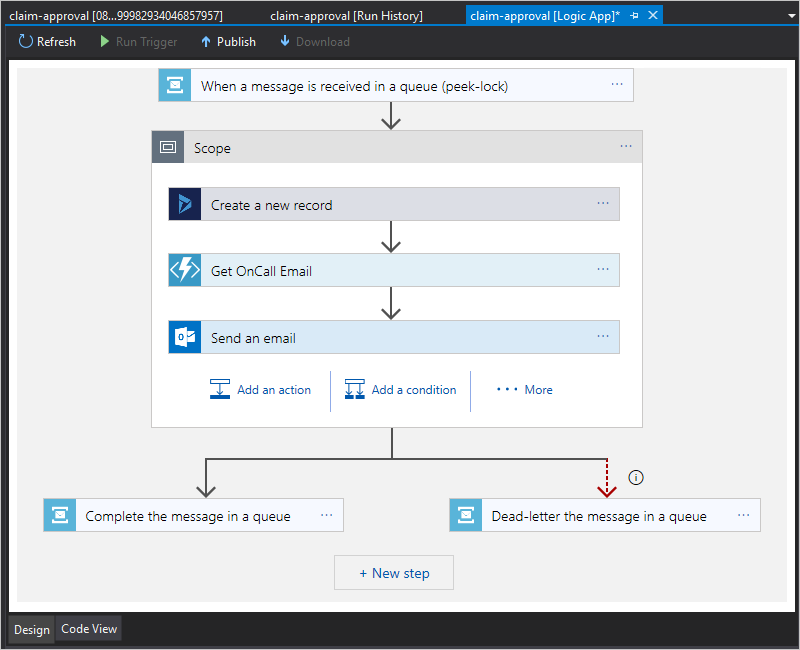 claim-approval [08...99982934046857957]
claim-approval [Run History]
claim-approval [Logic App]*
Refresh
Run Trigger
Publish
Download
When a message is received in a queue (peek-lock)
Scope
Create a new record
Get OnCall Email
Send an email
Add an action
Add a condition
More
Complete the message in a queue
Dead-letter the message in a queue
+ New step
Design
Code View